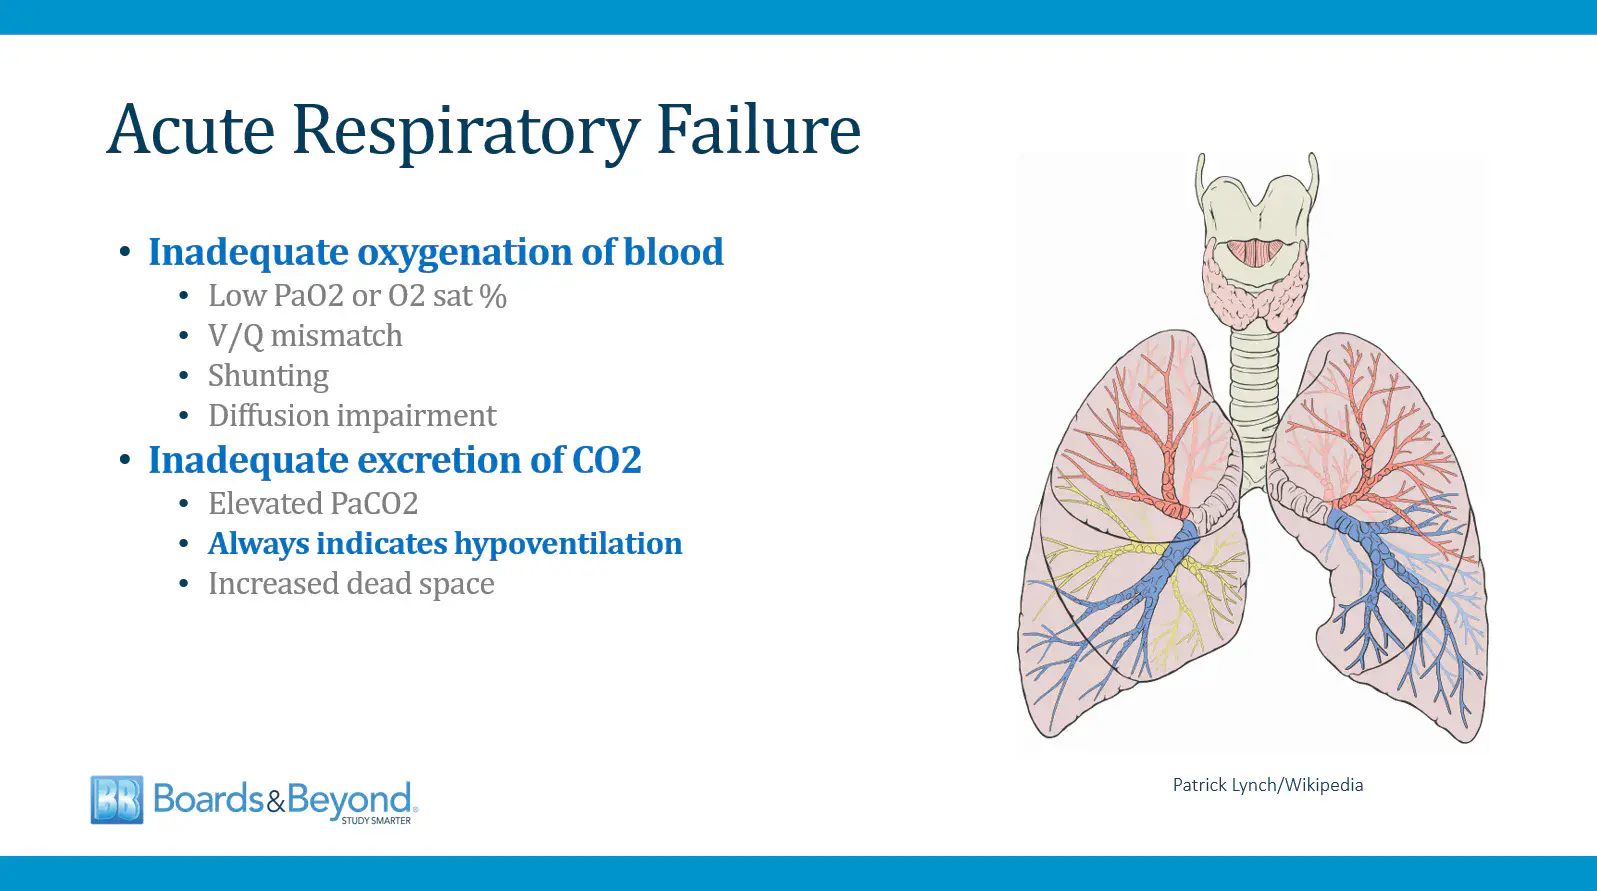 Acute Respiratory Failure
• Inadequate oxygenation of blood
• Low PaO2 or O2 sat %
• V/Q mismatch
• Shunting
• Diffusion impairment
• Inadequate excretion of CO2
• Elevated PaCO2
• Always indicates hypoventilation
• Increased dead space
Patrick Lynch/Wikipedia
BB Boards&Beyond®
STUDY SMARTER